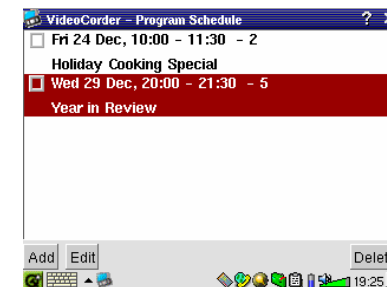 VideoCorder - Program Schedule ?
Fri 24 Dec, 10:00 - 11:30 - 2
Holiday Cooking Special
Wed 29 Dec, 20:00 - 21:30 - 5
Year in Review
Add Edit Delet
19:25